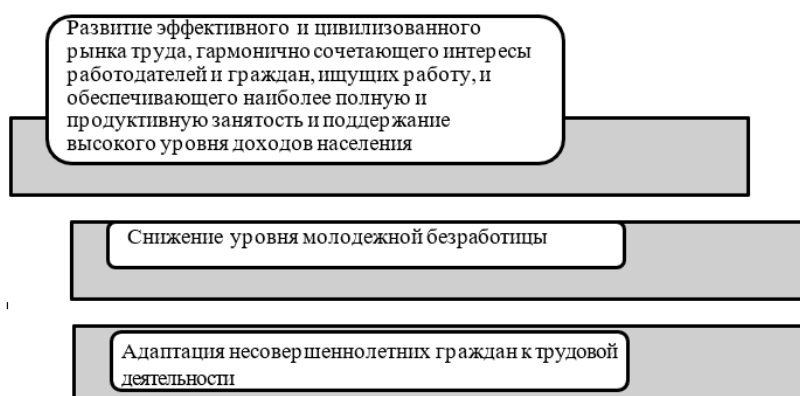 Развитие эффективного и цивилизованного
рынка труда, гармонично сочетающего интересы
работодателей и граждан, ищущих работу, и
обеспечивающего наиболее полную и
продуктивную занятость и поддержание
высокого уровня доходов населения
Снижение уровня молодежной безработицы
Адаптация несовершеннолетних граждан к трудовой
деятельности